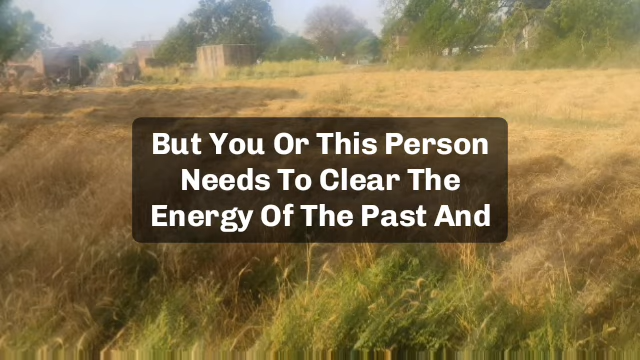 But You Or This Person
Needs To Clear The
Energy Of The Past And